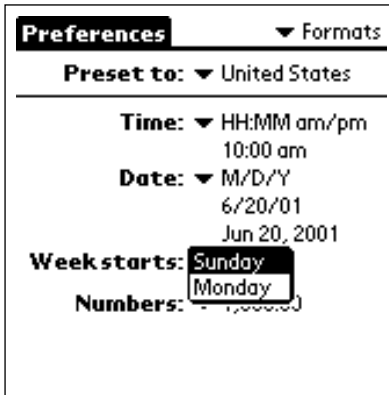 Preferences ▼ Formats
Preset to: ▼ United States
Time: ▼ HH:MM am/pm
10:00 am
Date: ▼ M/D/Y
6/20/01
Jun 20, 2001
Week starts: Sunday
Monday
Numbers: